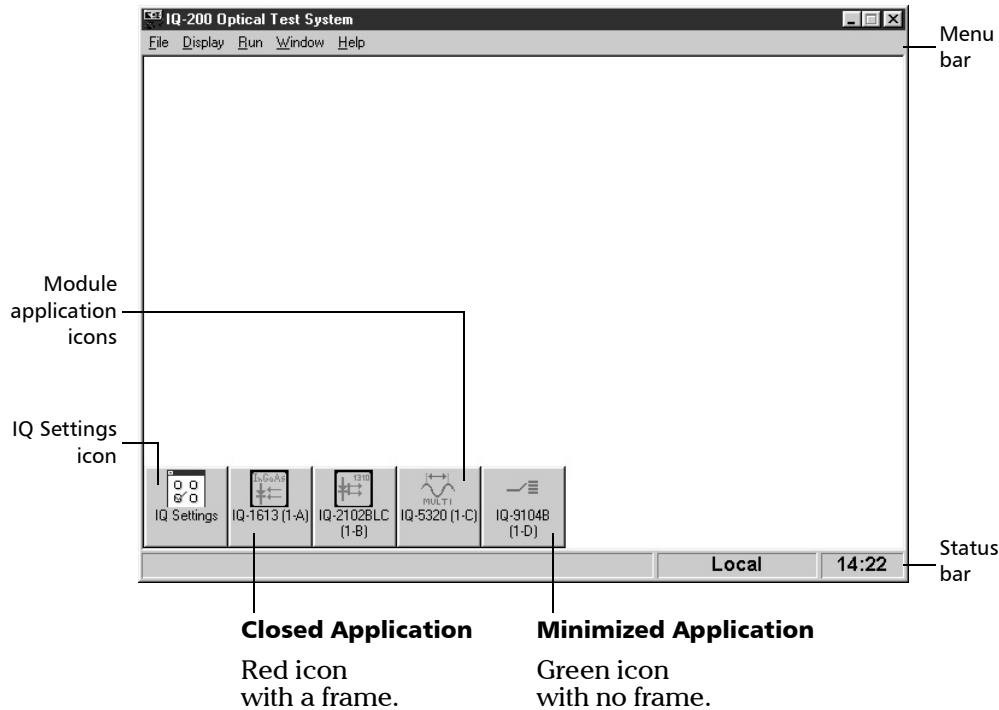 IQ-200 Optical Test System
File Display Run Window Help
Menu
bar
Module
application
icons
IQ Settings
icon
InGaAs
1310
MULTI
IQ Settings
IQ-1613 (1-A)
IQ-2102BLC
(1-B)
IQ-5320 (1-C)
IQ-9104B
(1-D)
Local
14:22
Status
bar
Closed Application
Red icon
with a frame.
Minimized Application
Green icon
with no frame.